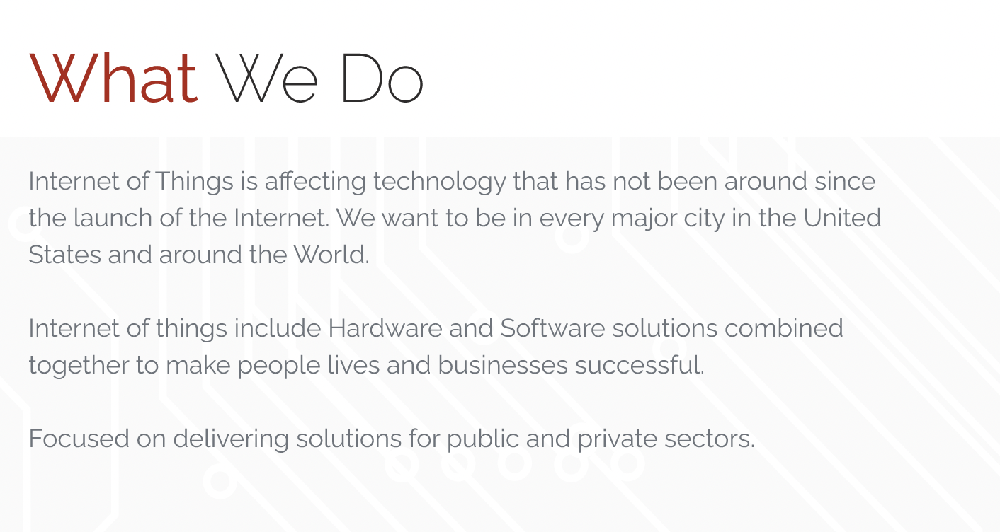 What We Do
Internet of Things is affecting technology that has not been around since
the launch of the Internet. We want to be in every major city in the United
States and around the World.
Internet of things include Hardware and Software solutions combined
together to make people lives and businesses successful.
Focused on delivering solutions for public and private sectors.